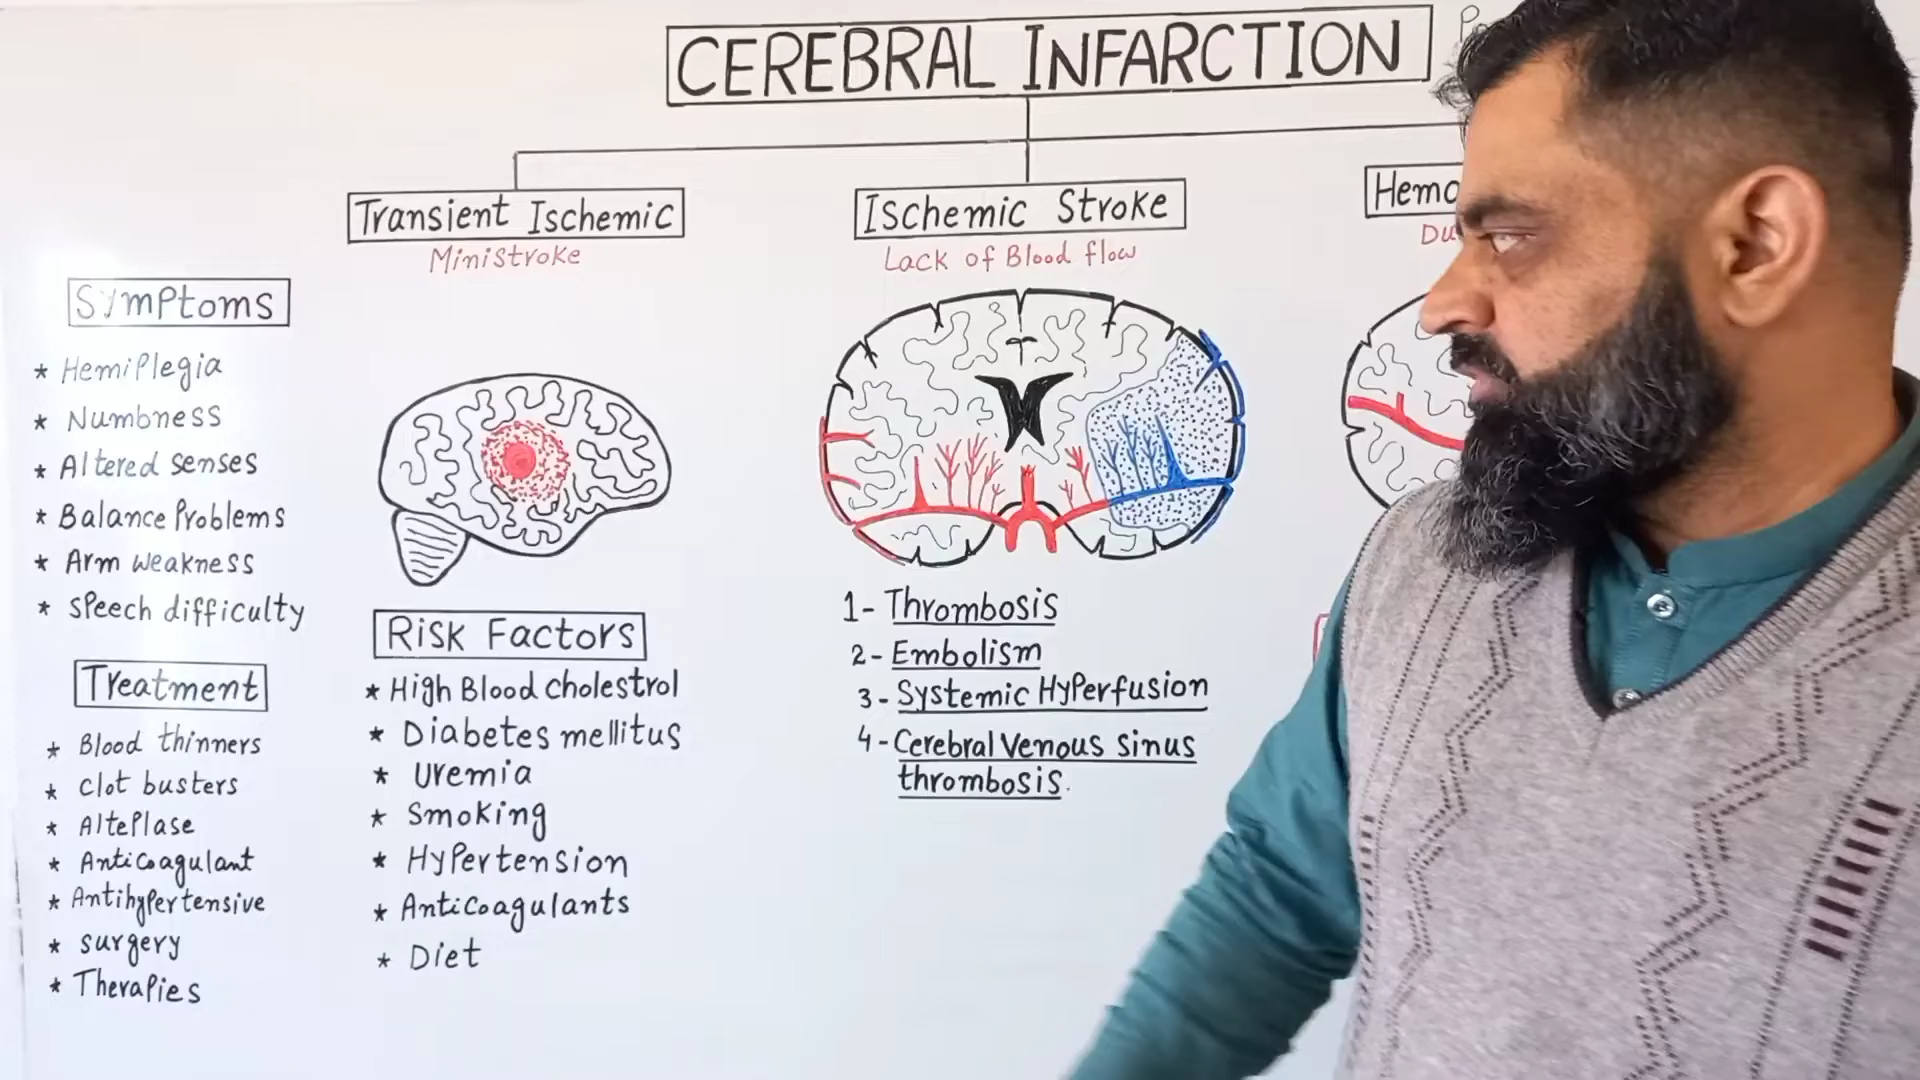 CEREBRAL INFARCTION
Transient Ischemic
Ministroke
Ischemic Stroke
Lack of Blood flow
Symptoms
* Hemiplegia
* Numbness
* Altered senses
* Balance Problems
* Arm weakness
* Speech difficulty
Treatment
* Blood thinners
* Clot busters
* Alteplase
* Anticoagulant
* Antihypertensive
* surgery
* Therapies
Risk Factors
* High Blood cholestrol
* Diabetes mellitus
* Uremia
* Smoking
* Hypertension
* Anticoagulants
* Diet
1- Thrombosis
2- Embolism
3- Systemic Hyperfusion
4- Cerebral Venous sinus
thrombosis.